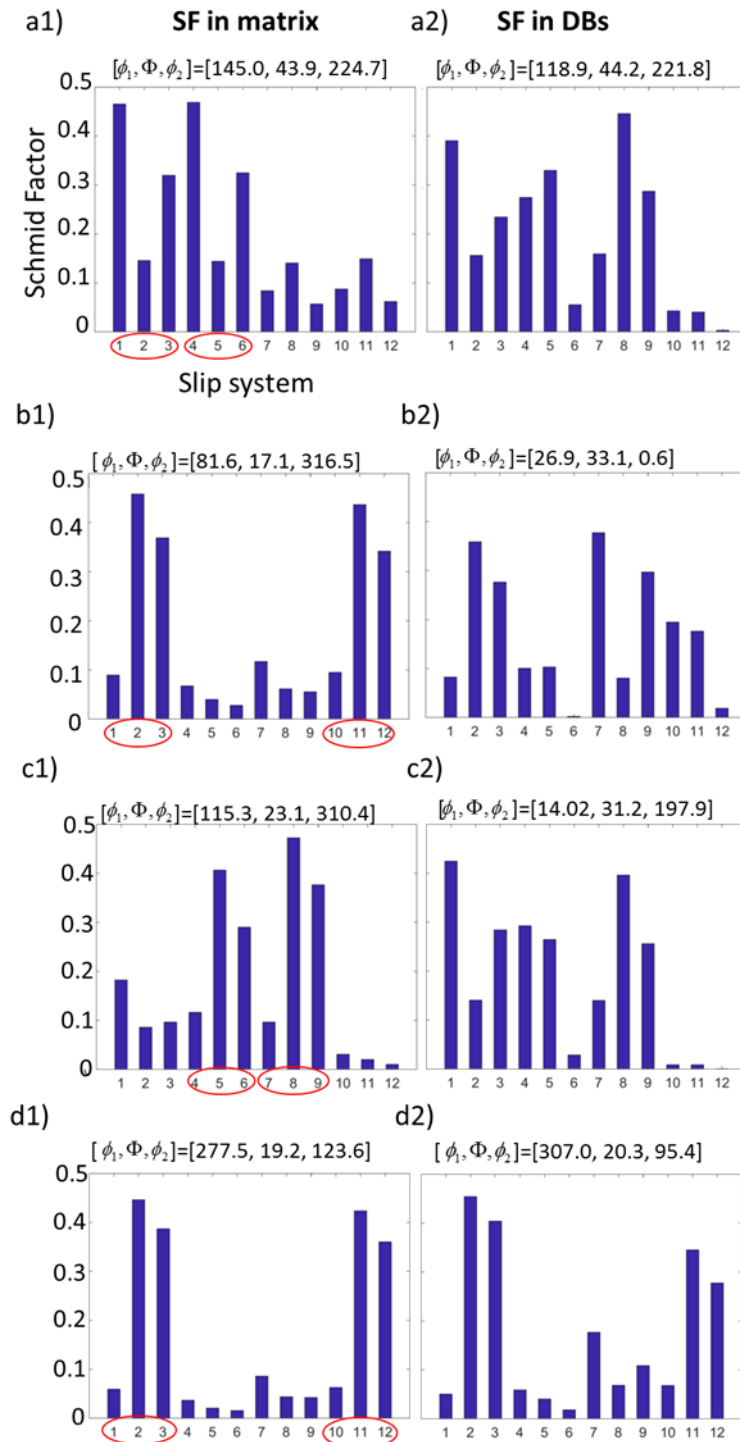 a1) SF in matrix a2) SF in DBs
[ϕ₁,Φ,ϕ₂]=[145.0, 43.9, 224.7] [ϕ₁,Φ,ϕ₂]=[118.9, 44.2, 221.8]
0.5
0.4
0.3
0.2
0.1
0
Schmid Factor
1 2 3 4 5 6 7 8 9 10 11 12 1 2 3 4 5 6 7 8 9 10 11 12
Slip system
b1) b2)
[ϕ₁,Φ,ϕ₂]=[81.6, 17.1, 316.5] [ϕ₁,Φ,ϕ₂]=[26.9, 33.1, 0.6]
0.5
0.4
0.3
0.2
0.1
0
1 2 3 4 5 6 7 8 9 10 11 12 1 2 3 4 5 6 7 8 9 10 11 12
c1) c2)
[ϕ₁,Φ,ϕ₂]=[115.3, 23.1, 310.4] [ϕ₁,Φ,ϕ₂]=[14.02, 31.2, 197.9]
0.5
0.4
0.3
0.2
0.1
0
1 2 3 4 5 6 7 8 9 10 11 12 1 2 3 4 5 6 7 8 9 10 11 12
d1) d2)
[ϕ₁,Φ,ϕ₂]=[277.5, 19.2, 123.6] [ϕ₁,Φ,ϕ₂]=[307.0, 20.3, 95.4]
0.5
0.4
0.3
0.2
0.1
0
1 2 3 4 5 6 7 8 9 10 11 12 1 2 3 4 5 6 7 8 9 10 11 12